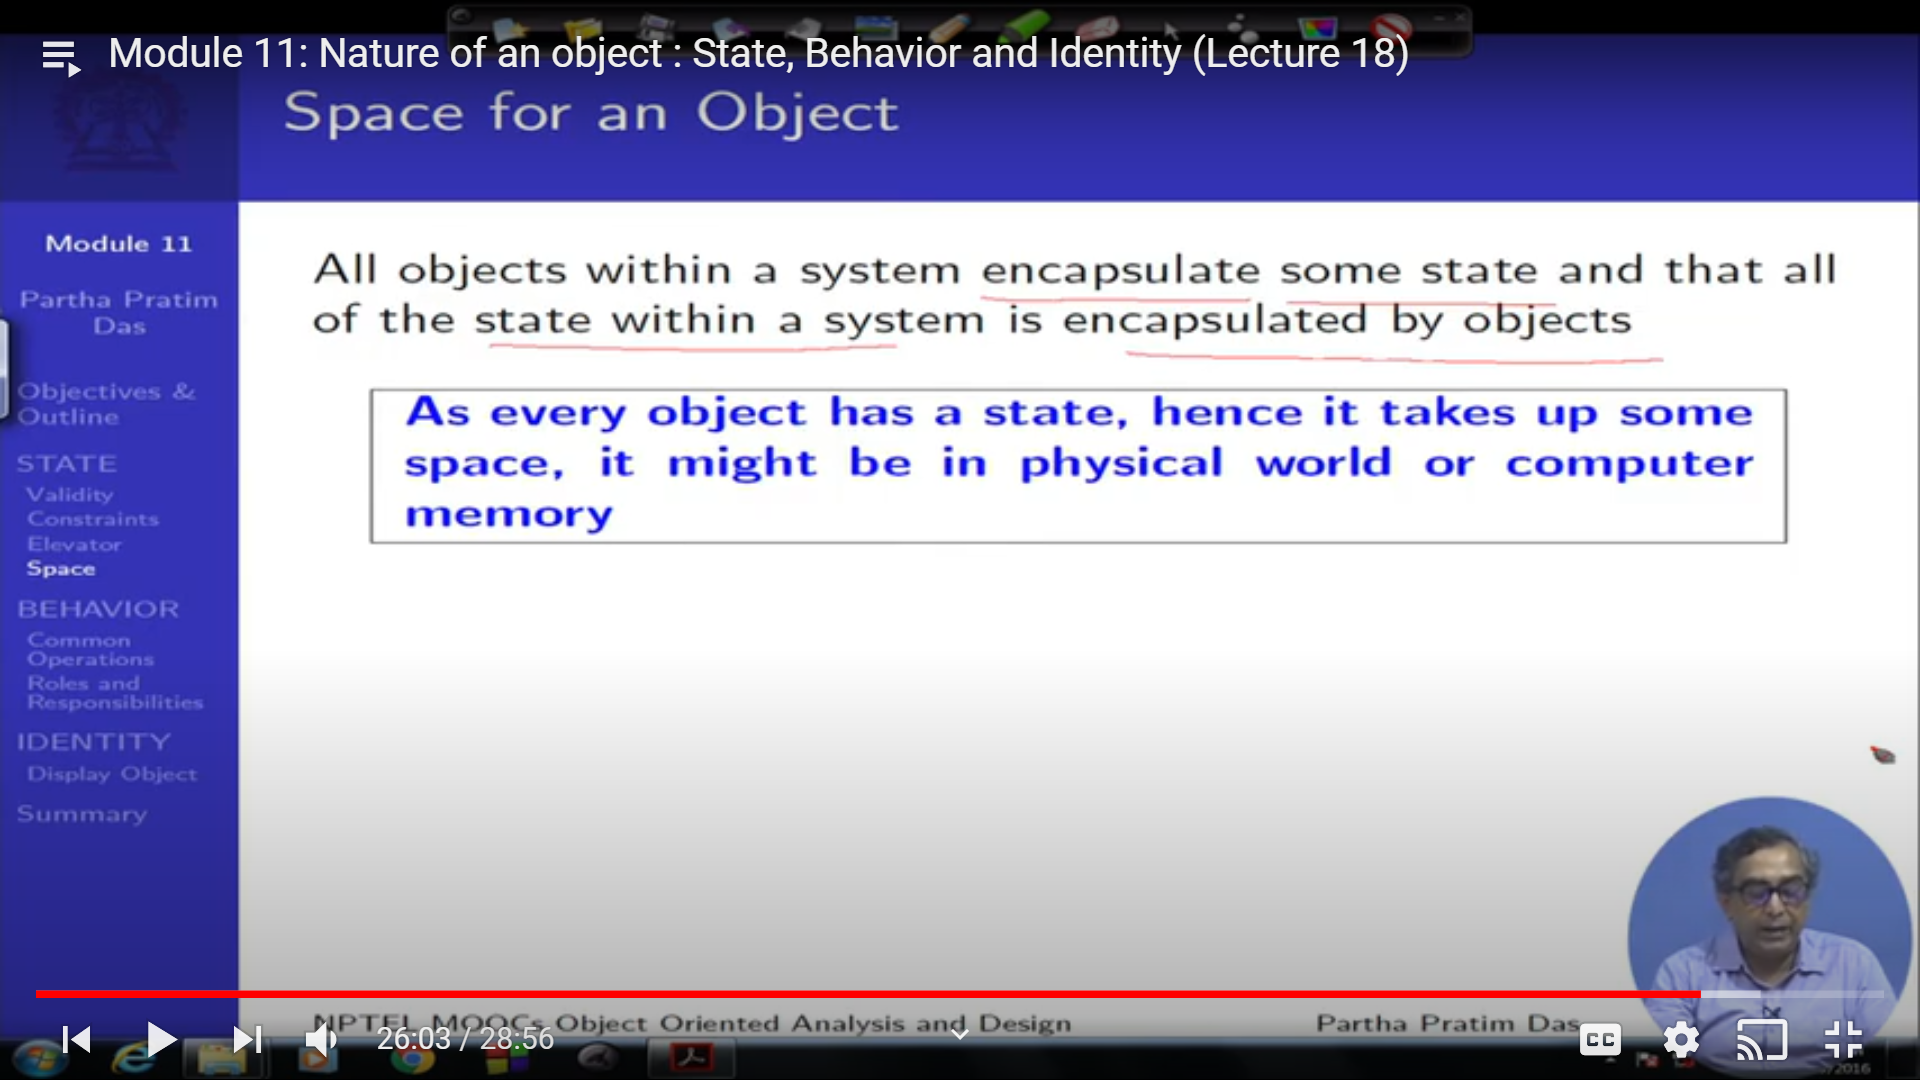 Module 11: Nature of an object : State, Behavior and Identity (Lecture 18)
Space for an Object
Module 11
Partha Pratim
Das
Objectives &
Outline
STATE
Validity
Constraints
Elevator
Space
BEHAVIOR
Common
Operations
Roles and
Responsibilities
IDENTITY
Display Object
Summary
All objects within a system encapsulate some state and that all
of the state within a system is encapsulated by objects
As every object has a state, hence it takes up some
space, it might be in physical world or computer
memory
NPTEL MOOCs Object Oriented Analysis and Design
Partha Pratim Das
26:03 / 28:56
CC